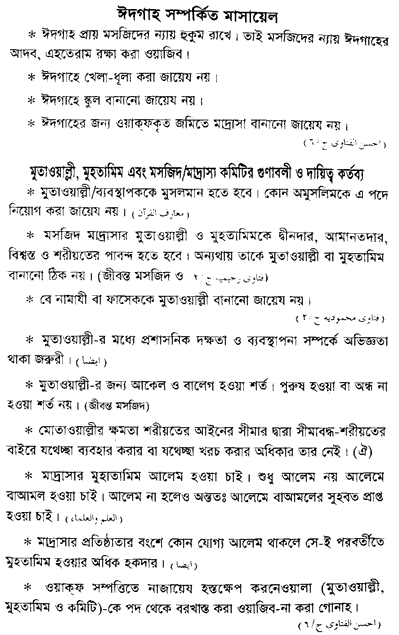 ঈদগাহ সম্পর্কিত মাসায়েল
* ঈদগাহ প্রায় মসজিদের ন্যায় হুকুম রাখে। তাই মসজিদের ন্যায় ঈদগাহের
আদব, এহতেরাম রক্ষা করা ওয়াজিব।
* ঈদগাহে খেলা-ধূলা করা জায়েয নয়।
* ঈদগাহে স্কুল বানানো জায়েয নয়।
* ঈদগাহের জন্য ওয়াক্‌ফকৃত জমিতে মাদ্রাসা বানানো জায়েয নয়।
(احسن الفتاوى ج/٦)
মুতাওয়াল্লী, মুহতামিম এবং মসজিদ/মাদ্রাসা কমিটির গুণাবলী ও দায়িত্ব কর্তব্য
* মুতাওয়াল্লী/ব্যবস্থাপককে মুসলমান হতে হবে। কোন অমুসলিমকে এ পদে
নিয়োগ করা জায়েয নয়। (معارف القرآن)
* মসজিদ মাদ্রাসার মুতাওয়াল্লী ও মুহতামিমকে দ্বীনদার, আমানতদার,
বিশ্বস্ত ও শরীয়তের পাবন্দ হতে হবে। অন্যথায় তাকে মুতাওয়াল্লী বা মুহতামিম
বানানো ঠিক নয়। (জীবন্ত মসজিদ ও فتاوى رحيميه ج/٢)
* বে নামাযী বা ফাসেককে মুতাওয়াল্লী বানানো জায়েয নয়।
(فتاوى محموديه ج/٢)
* মুতাওয়াল্লী-র মধ্যে প্রশাসনিক দক্ষতা ও ব্যবস্থাপনা সম্পর্কে অভিজ্ঞতা
থাকা জরুরী। (ايضا)
* মুতাওয়াল্লী-র জন্য আকেল ও বালেগ হওয়া শর্ত। পুরুষ হওয়া বা অন্ধ না
হওয়া শর্ত নয়। (জীবন্ত মসজিদ)
* মোতাওয়াল্লীর ক্ষমতা শরীয়তের আইনের সীমার দ্বারা সীমাবদ্ধ-শরীয়তের
বাইরে যথেচ্ছা ব্যবহার করার বা যথেচ্ছা খরচ করার অধিকার তার নেই। (ঐ)
* মাদ্রাসার মুহাতামিম আলেম হওয়া চাই। শুধু আলেম নয় আলেমে
বাআমল হওয়া চাই। আলেম না হলেও অন্ততঃ আলেমে বাআমলের সুহবত প্রাপ্ত
হওয়া চাই। (العلم والعلماء)
* মাদ্রাসার প্রতিষ্ঠাতার বংশে কোন যোগ্য আলেম থাকলে সে-ই পরবর্তীতে
মুহতামিম হওয়ার অধিক হকদার। (ايضا)
* ওয়াক্‌ফ সম্পত্তিতে নাজায়েয হস্তক্ষেপ করনেওয়ালা (মুতাওয়াল্লী,
মুহতামিম ও কমিটি)-কে পদ থেকে বরখাস্ত করা ওয়াজিব-না করা গোনাহ।
(احسن الفتاوى ج/٦)